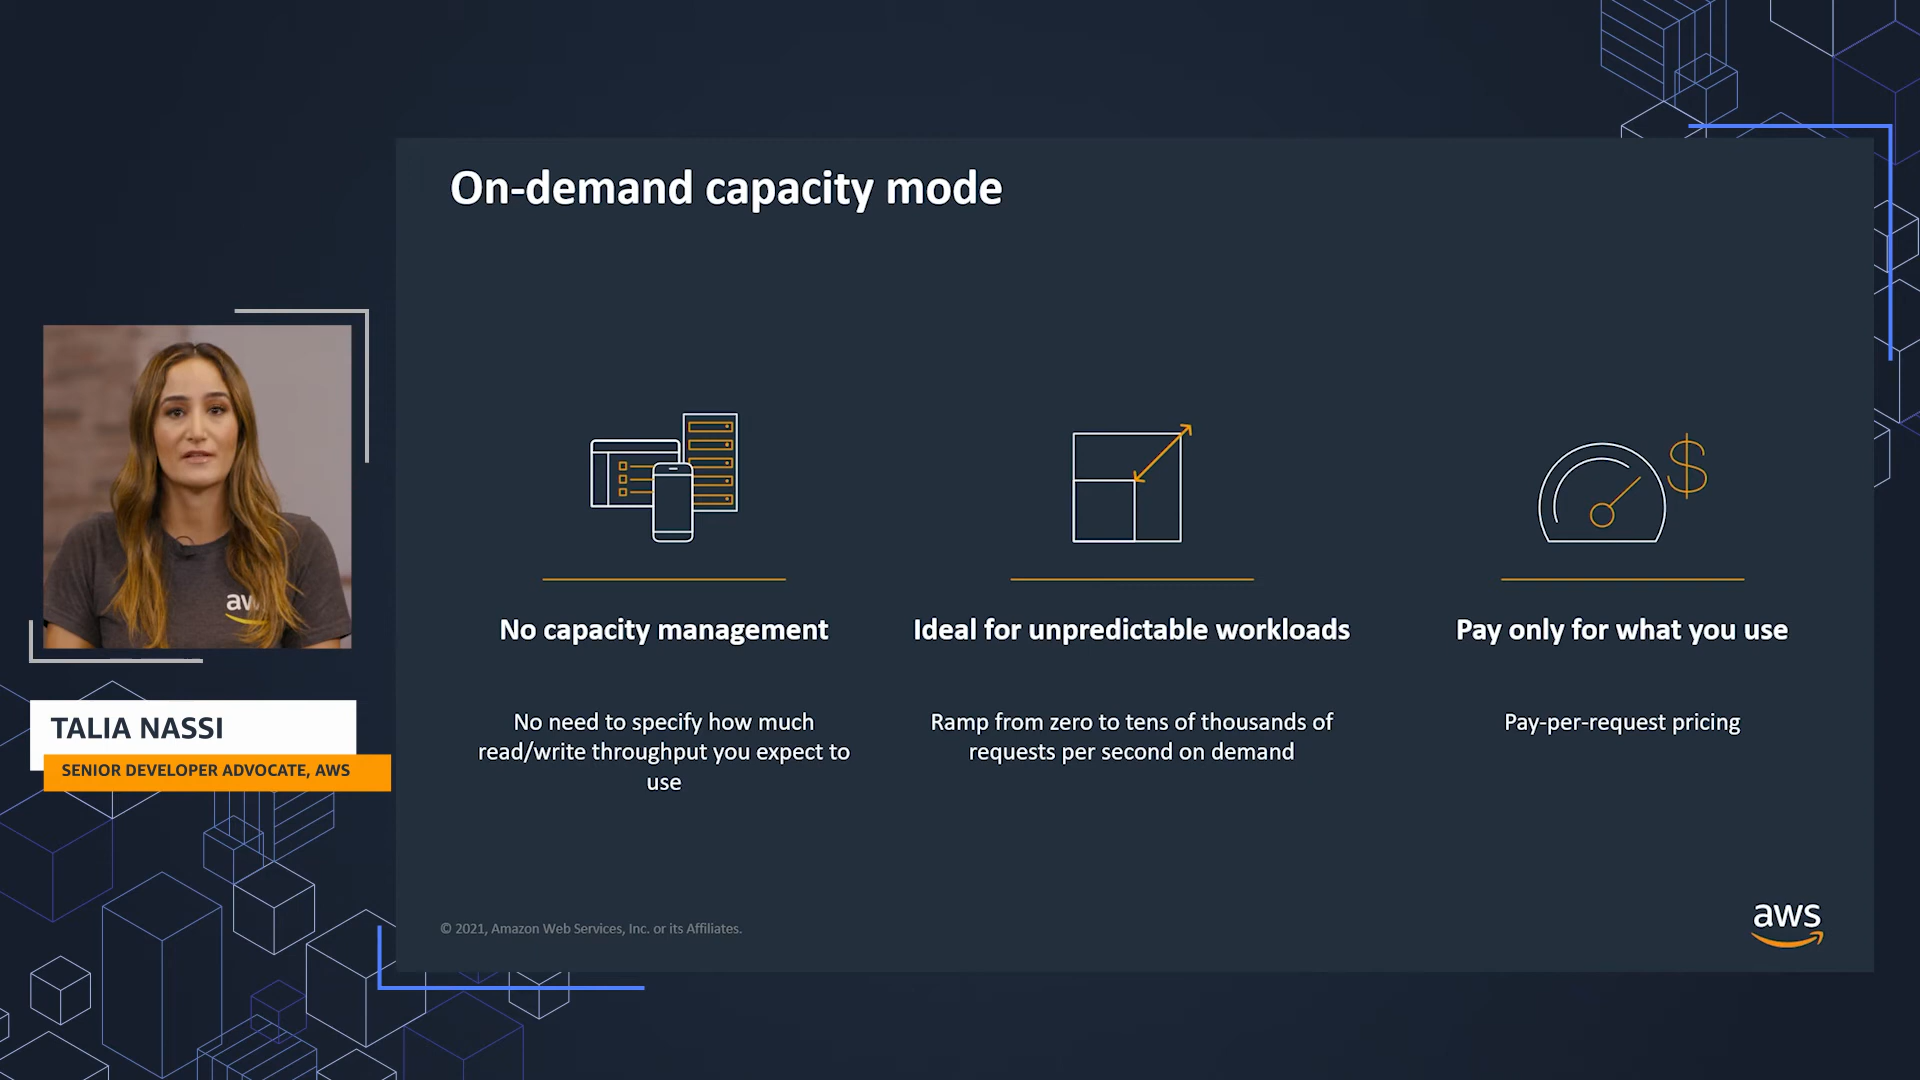 On-demand capacity mode
No capacity management
No need to specify how much
read/write throughput you expect to
use
Ideal for unpredictable workloads
Ramp from zero to tens of thousands of
requests per second on demand
Pay only for what you use
Pay-per-request pricing
aw
TALIA NASSI
SENIOR DEVELOPER ADVOCATE, AWS
© 2021, Amazon Web Services, Inc. or its Affiliates.
aws